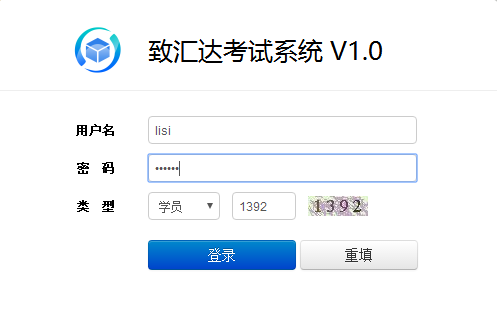 致汇达考试系统 V1.0
用户名 lisi
密 码 ••••••
类 型 学员 1392 1392
登录 重填